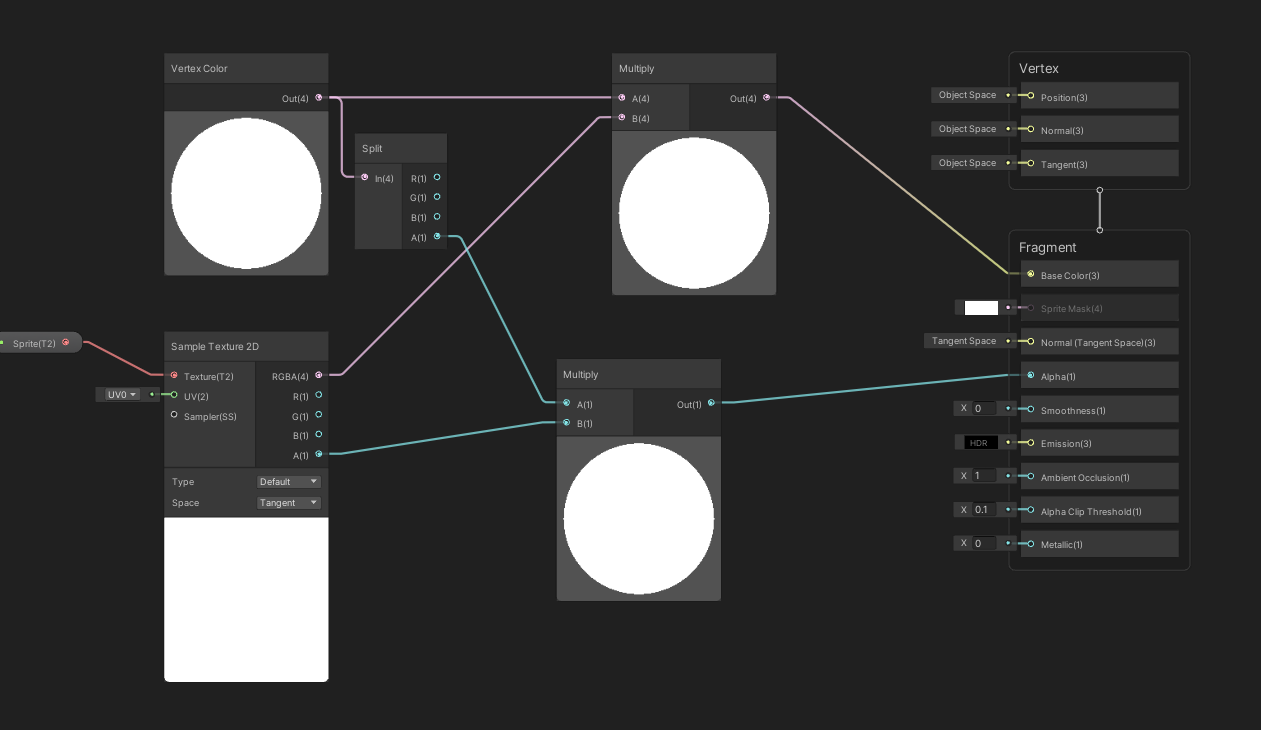 Vertex Color
Out(4)
Split
In(4)
R(1)
G(1)
B(1)
A(1)
Sprite(T2)
Sample Texture 2D
Texture(T2)
RGBA(4)
UV0
UV(2)
R(1)
Sampler(SS)
G(1)
B(1)
A(1)
Type
Default
Space
Tangent
Multiply
A(4)
Out(4)
B(4)
Multiply
A(1)
Out(1)
B(1)
Vertex
Object Space
Position(3)
Object Space
Normal(3)
Object Space
Tangent(3)
Fragment
Base Color(3)
Sprite Mask(4)
Tangent Space
Normal (Tangent Space)(3)
Alpha(1)
X 0
Smoothness(1)
HDR
Emission(3)
X 1
Ambient Occlusion(1)
X 0.1
Alpha Clip Threshold(1)
X 0
Metallic(1)